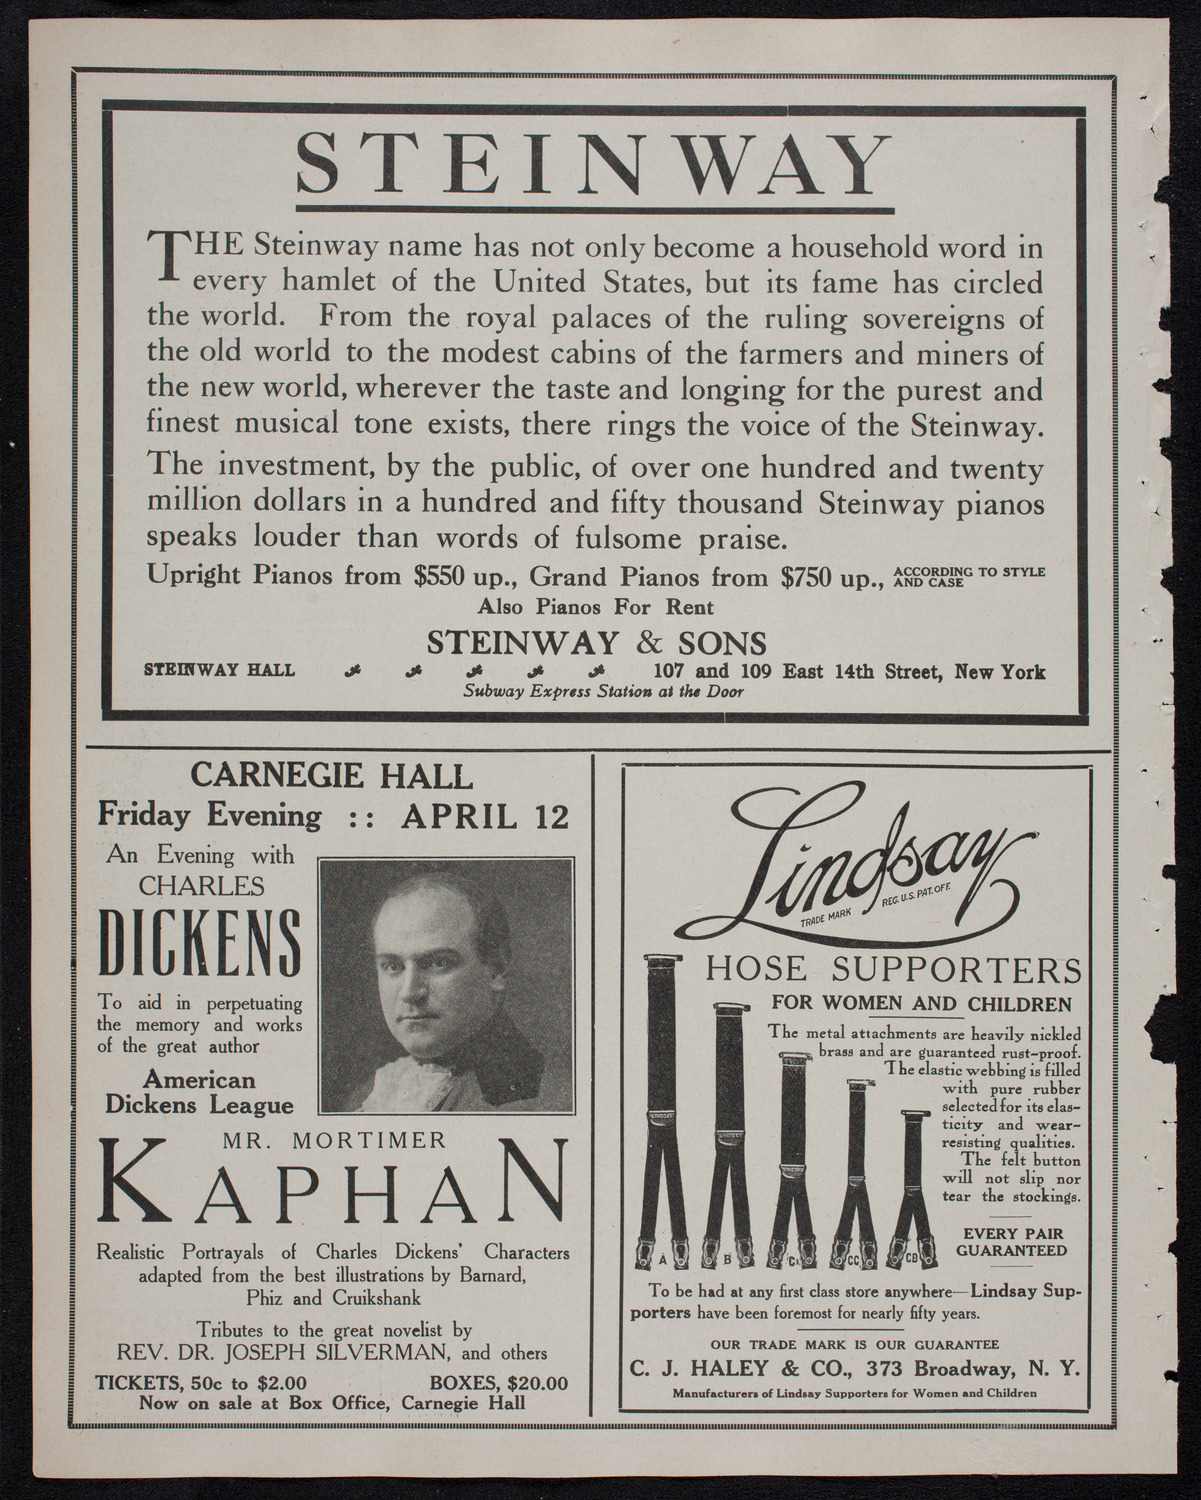 STEINWAY
THE Steinway name has not only become a household word in
every hamlet of the United States, but its fame has circled
the world. From the royal palaces of the ruling sovereigns of
the old world to the modest cabins of the farmers and miners of
the new world, wherever the taste and longing for the purest and
finest musical tone exists, there rings the voice of the Steinway.
The investment, by the public, of over one hundred and twenty
million dollars in a hundred and fifty thousand Steinway pianos
speaks louder than words of fulsome praise.
Upright Pianos from $550 up., Grand Pianos from $750 up., ACCORDING TO STYLE
AND CASE
Also Pianos For Rent
STEINWAY & SONS
STEINWAY HALL 107 and 109 East 14th Street, New York
Subway Express Station at the Door
CARNEGIE HALL
Friday Evening :: APRIL 12
An Evening with
CHARLES
DICKENS
To aid in perpetuating
the memory and works
of the great author
American
Dickens League
MR. MORTIMER
KAPHAN
Realistic Portrayals of Charles Dickens' Characters
adapted from the best illustrations by Barnard,
Phiz and Cruikshank
Tributes to the great novelist by
REV. DR. JOSEPH SILVERMAN, and others
TICKETS, 50c to $2.00 BOXES, $20.00
Now on sale at Box Office, Carnegie Hall
Lindsay
TRADE MARK REG. U.S. PAT. OFF.
HOSE SUPPORTERS
FOR WOMEN AND CHILDREN
The metal attachments are heavily nickled
brass and are guaranteed rust-proof.
The elastic webbing is filled
with pure rubber
selected for its elas-
ticity and wear-
resisting qualities.
The felt button
will not slip nor
tear the stockings.
EVERY PAIR
GUARANTEED
A B C CC CB
To be had at any first class store anywhere—Lindsay Sup-
porters have been foremost for nearly fifty years.
OUR TRADE MARK IS OUR GUARANTEE
C. J. HALEY & CO., 373 Broadway, N. Y.
Manufacturers of Lindsay Supporters for Women and Children